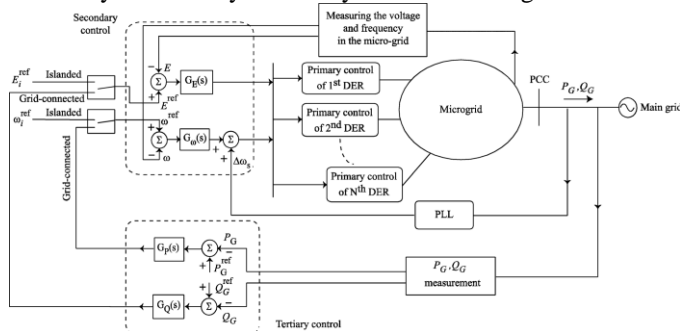 Secondary
control
Measuring the voltage
and frequency
in the micro-grid
E_i^ref
Islanded
Grid-connected
Islanded
ω_i^ref
Grid-connected
−
E
Σ
+
E^ref
G_E(s)
ω^ref
+
Σ
−
ω
G_ω(s)
+
Σ
+
Δω_s
Primary control
of 1st DER
Primary control
of 2nd DER
Primary control
of Nth DER
Microgrid
PCC
P_G,Q_G
Main grid
PLL
G_P(s)
Σ
P_G
−
+
P_G^ref
P_G,Q_G
measurement
G_Q(s)
Σ
+
Q_G^ref
−
Q_G
Tertiary control